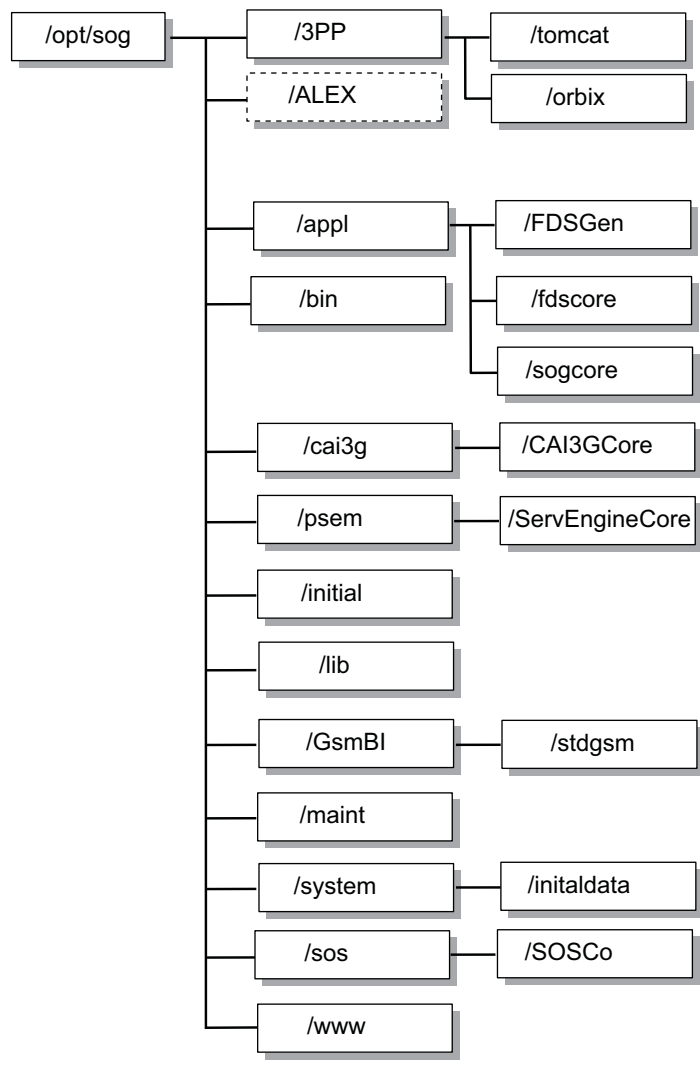 /opt/sog
/3PP
/tomcat
/ALEX
/orbix
/appl
/FDSGen
/bin
/fdscore
/sogcore
/cai3g
/CAI3GCore
/psem
/ServEngineCore
/initial
/lib
/GsmBI
/stdgsm
/maint
/system
/initaldata
/sos
/SOSCo
/www